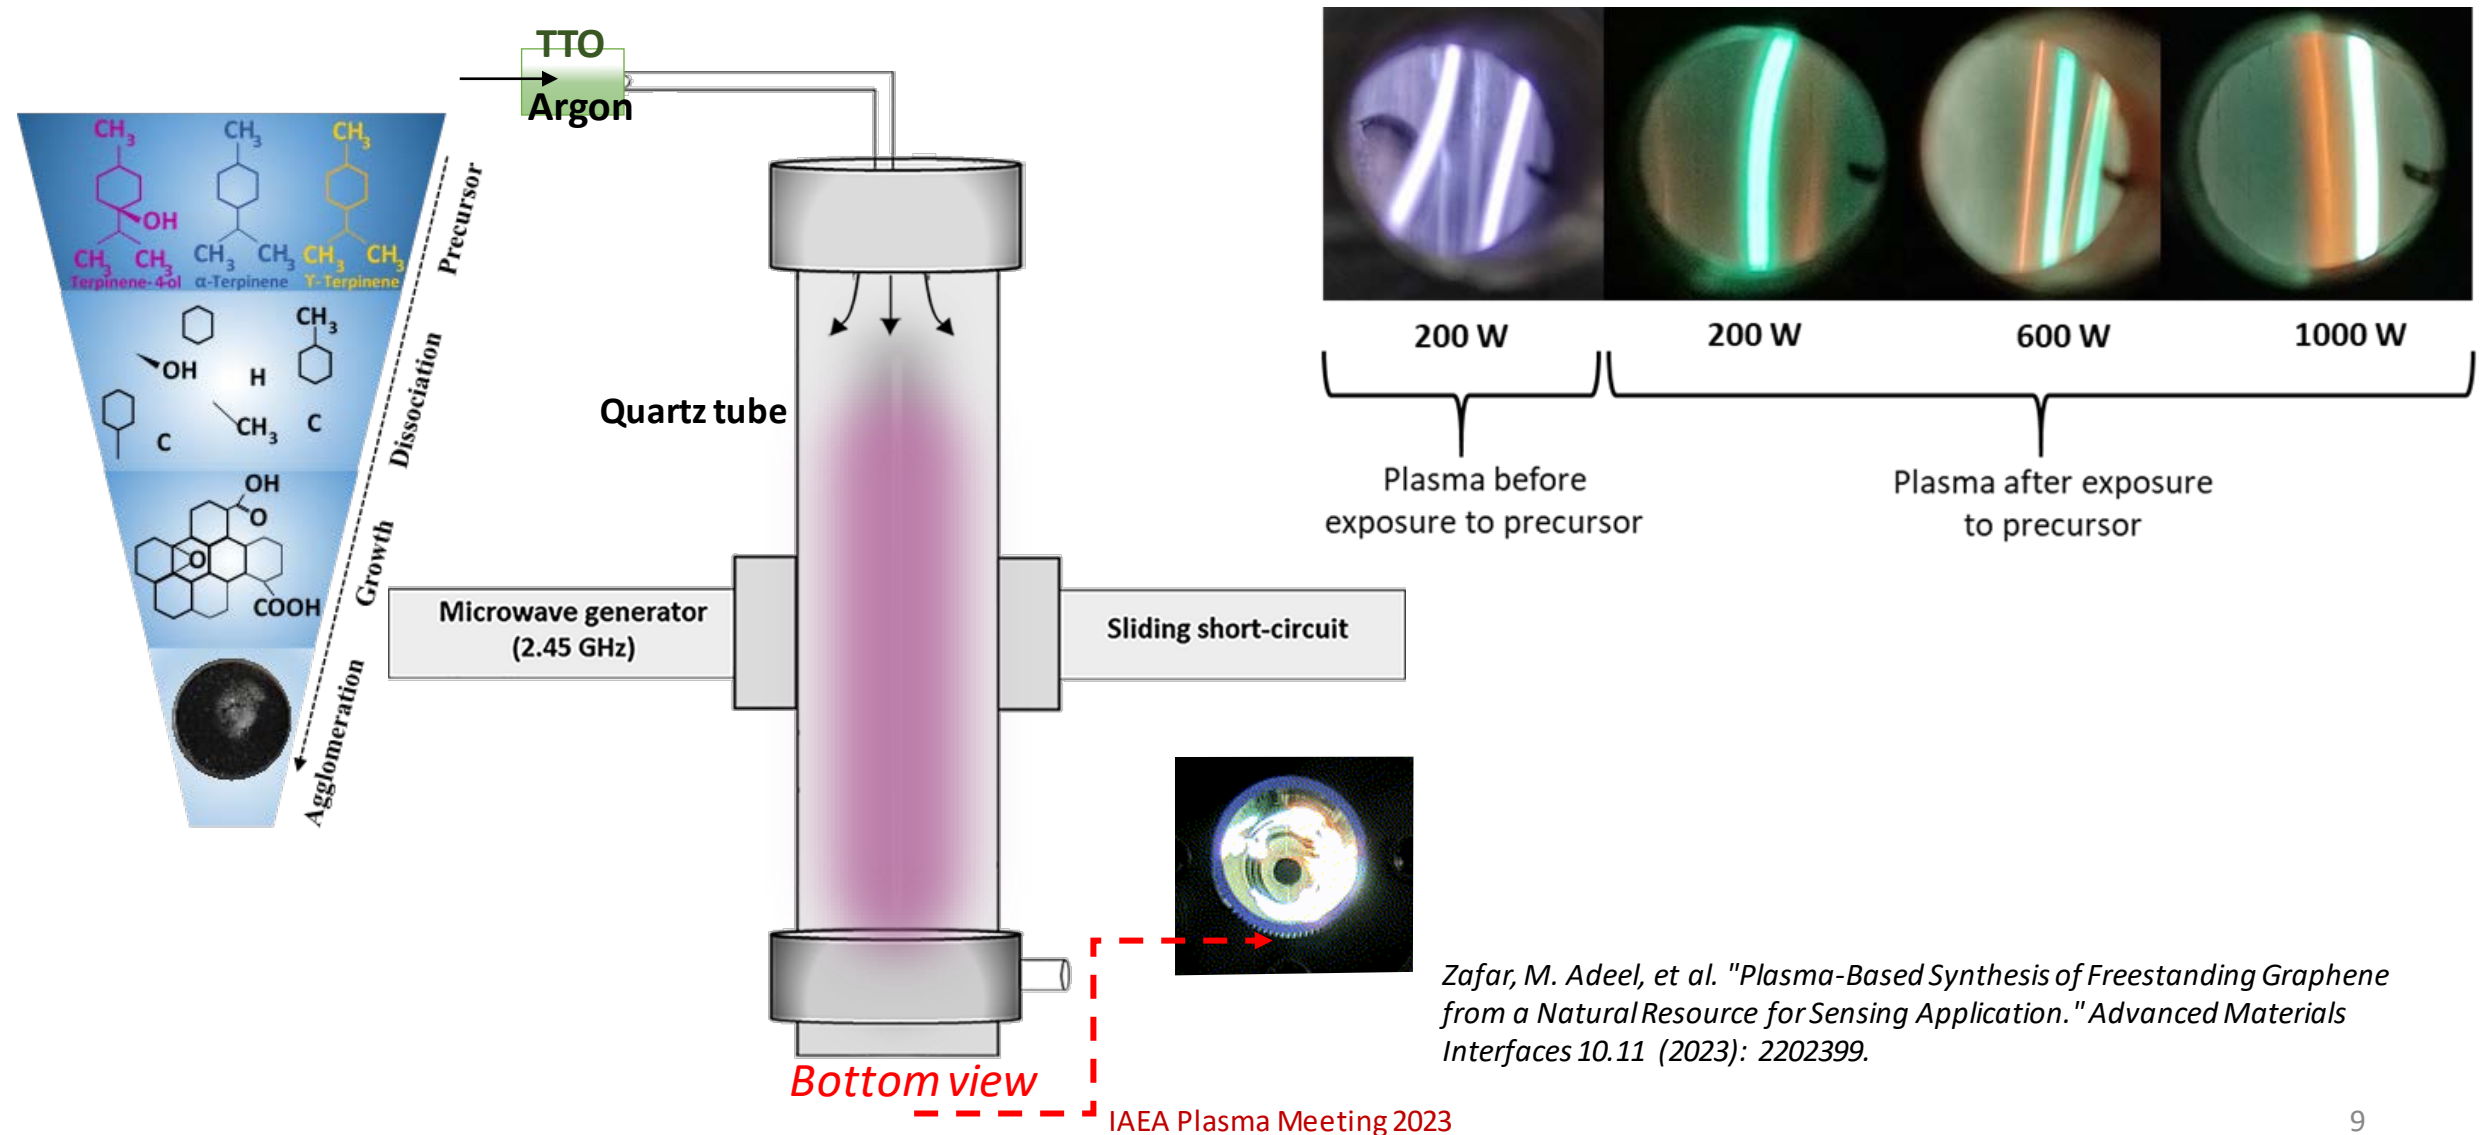 TTO
Argon
CH3
CH3
CH3
OH
CH3
CH3
CH3
CH3
CH3
CH3
Terpinene-4-ol
α-Terpinene
ϒ-Terpinene
Precursor
CH3
OH
H
C
CH3
C
Dissociation
OH
O
O
COOH
Growth
Agglomeration
Quartz tube
Microwave generator
(2.45 GHz)
Sliding short-circuit
Bottom view
200 W
200 W
600 W
1000 W
Plasma before
exposure to precursor
Plasma after exposure
to precursor
Zafar, M. Adeel, et al. "Plasma-Based Synthesis of Freestanding Graphene
from a Natural Resource for Sensing Application." Advanced Materials
Interfaces 10.11 (2023): 2202399.
IAEA Plasma Meeting 2023
9